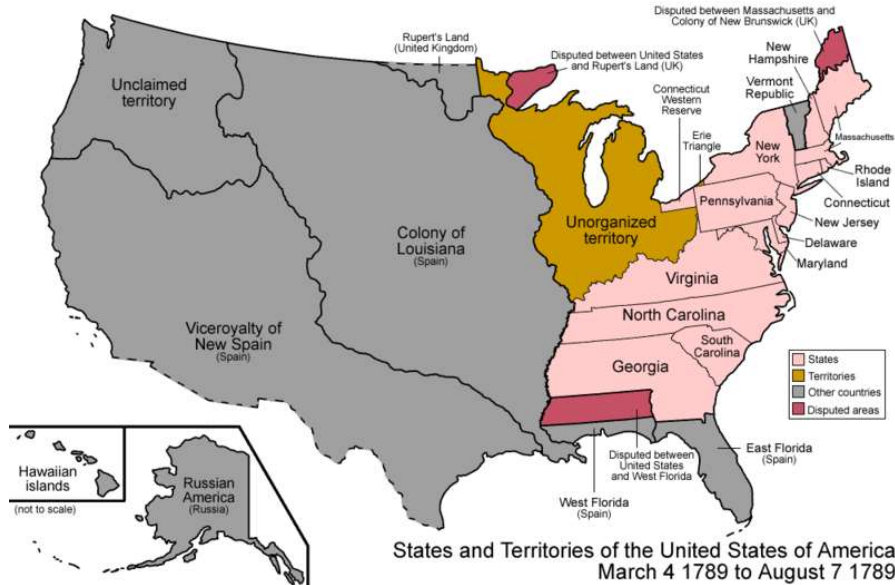 Disputed between Massachusetts and
Colony of New Brunswick (UK)
Rupert's Land
(United Kingdom)
Disputed between United States
and Rupert's Land (UK)
New
Hampshire
Vermont
Republic
Unclaimed
territory
Connecticut
Western
Reserve
Erie
Triangle
Massachusetts
New
York
Rhode
Island
Pennsylvania
Connecticut
New Jersey
Unorganized
territory
Colony of
Louisiana
(Spain)
Delaware
Maryland
Virginia
North Carolina
Viceroyalty of
New Spain
(Spain)
South
Carolina
Georgia
States
Territories
Other countries
Disputed areas
East Florida
(Spain)
Disputed between
United States
and West Florida
West Florida
(Spain)
Hawaiian
islands
(not to scale)
Russian
America
(Russia)
States and Territories of the United States of America
March 4 1789 to August 7 1789